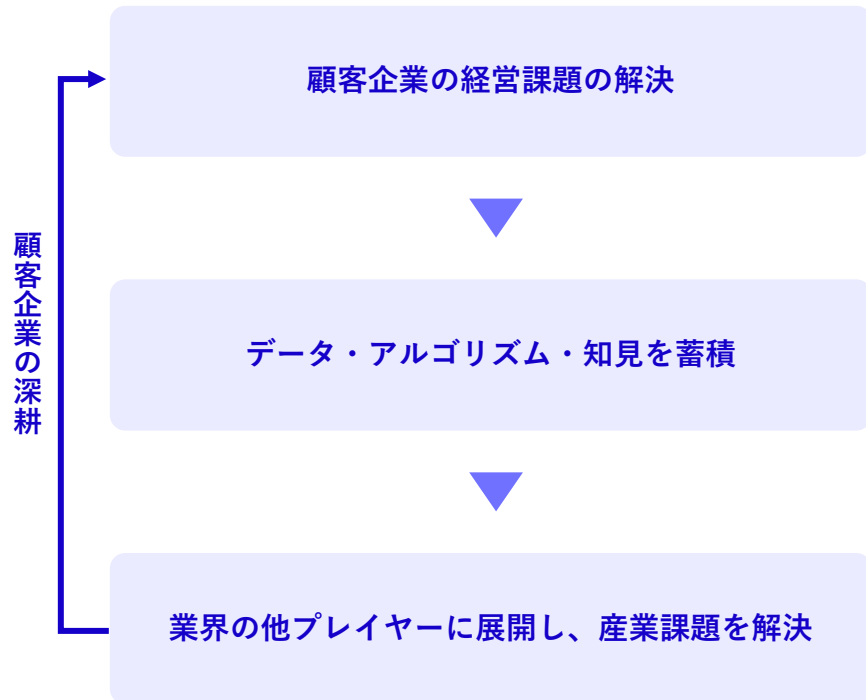 顧客企業の経営課題の解決
顧客企業の深耕
データ・アルゴリズム・知見を蓄積
業界の他プレイヤーに展開し、産業課題を解決